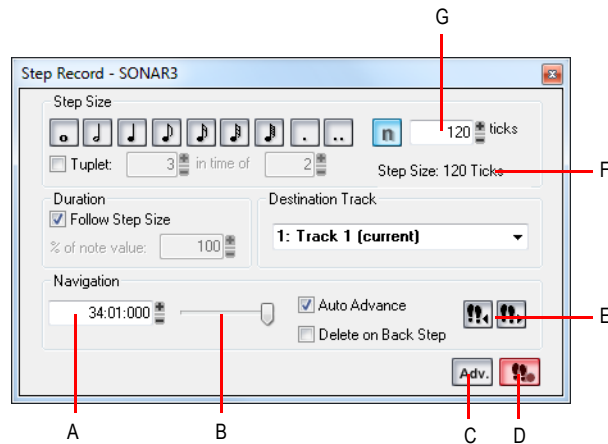 G
Step Record - SONAR3
Step Size
n 120 ticks
Tuplet: 3 in time of 2 Step Size: 120 Ticks
F
Duration
Destination Track
Follow Step Size
1: Track 1 (current)
% of note value: 100
Navigation
34:01:000
Auto Advance
E
Delete on Back Step
Adv.
A
B
C
D